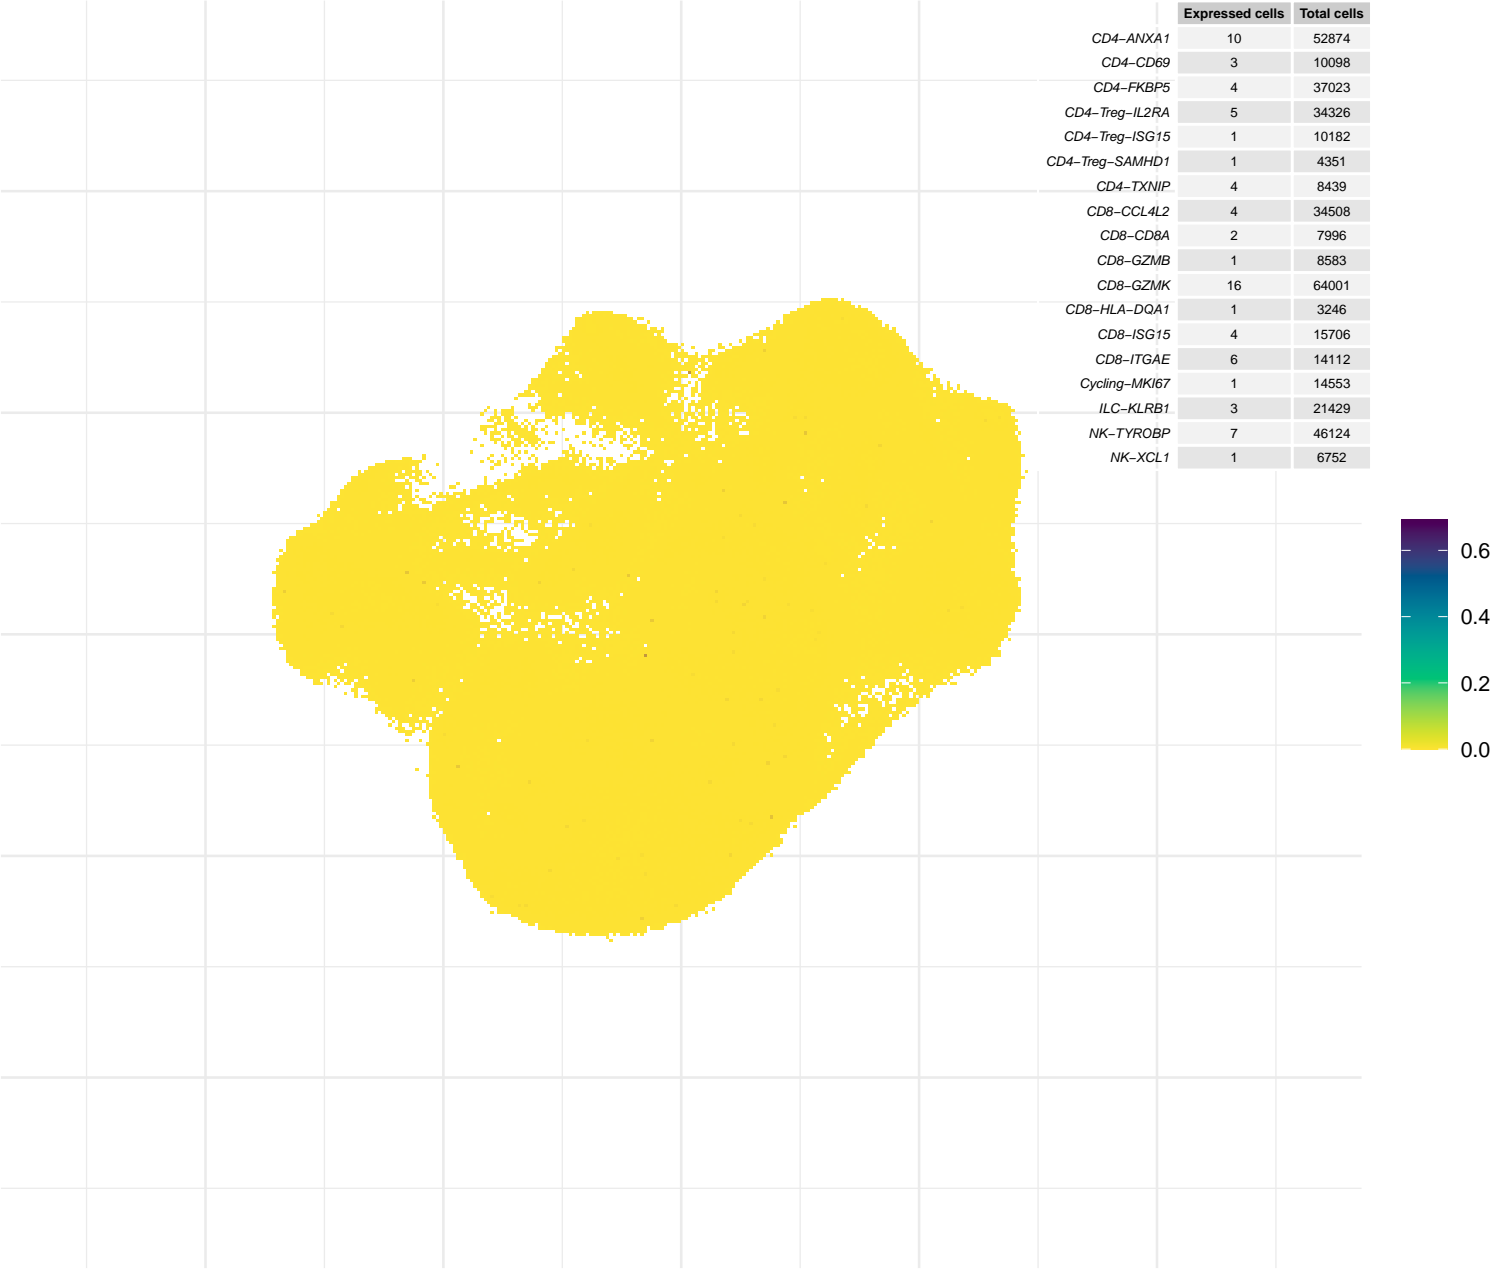 Expressed cells Total cells
CD4−ANXA1 10 52874
CD4−CD69 3 10098
CD4−FKBP5 4 37023
CD4−Treg−IL2RA 5 34326
CD4−Treg−ISG15 1 10182
CD4−Treg−SAMHD1 1 4351
CD4−TXNIP 4 8439
CD8−CCL4L2 4 34508
CD8−CD8A 2 7996
CD8−GZMB 1 8583
CD8−GZMK 16 64001
CD8−HLA−DQA1 1 3246
CD8−ISG15 4 15706
CD8−ITGAE 6 14112
Cycling−MKI67 1 14553
ILC−KLRB1 3 21429
NK−TYROBP 7 46124
NK−XCL1 1 6752
0.6
0.4
0.2
0.0